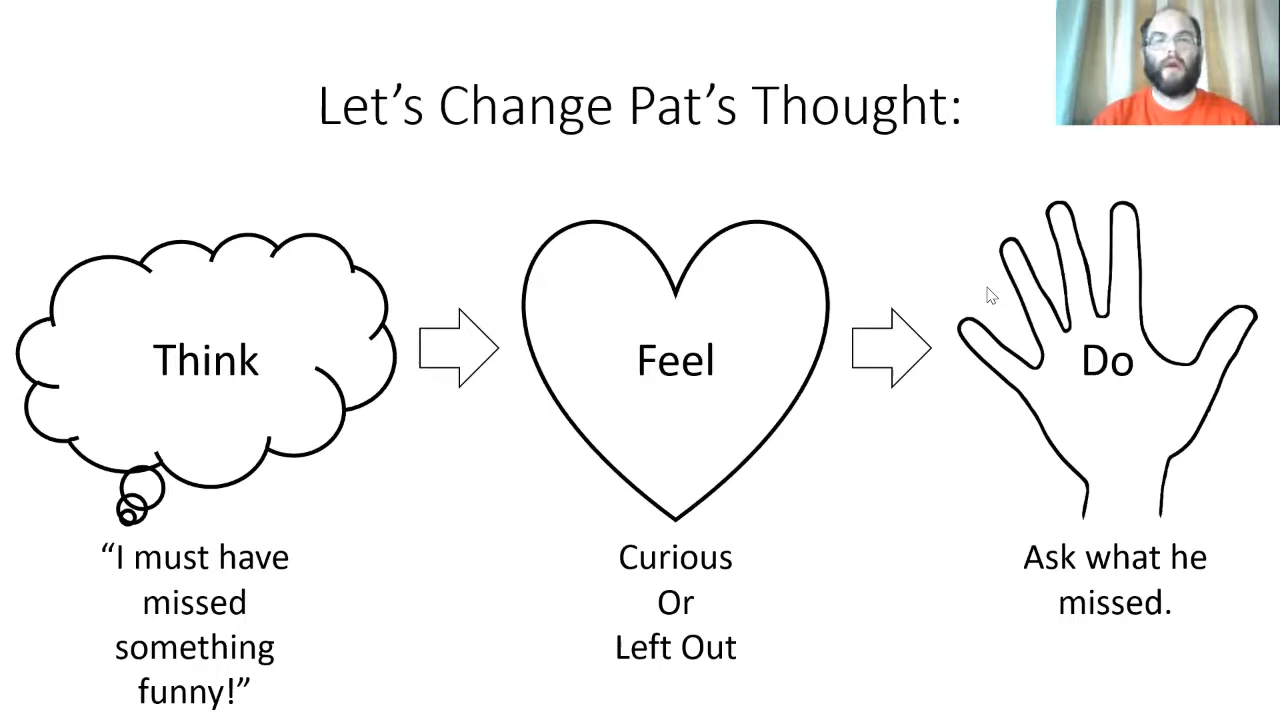 Let’s Change Pat’s Thought:
Think
Feel
Do
“I must have
missed
something
funny!”
Curious
Or
Left Out
Ask what he
missed.